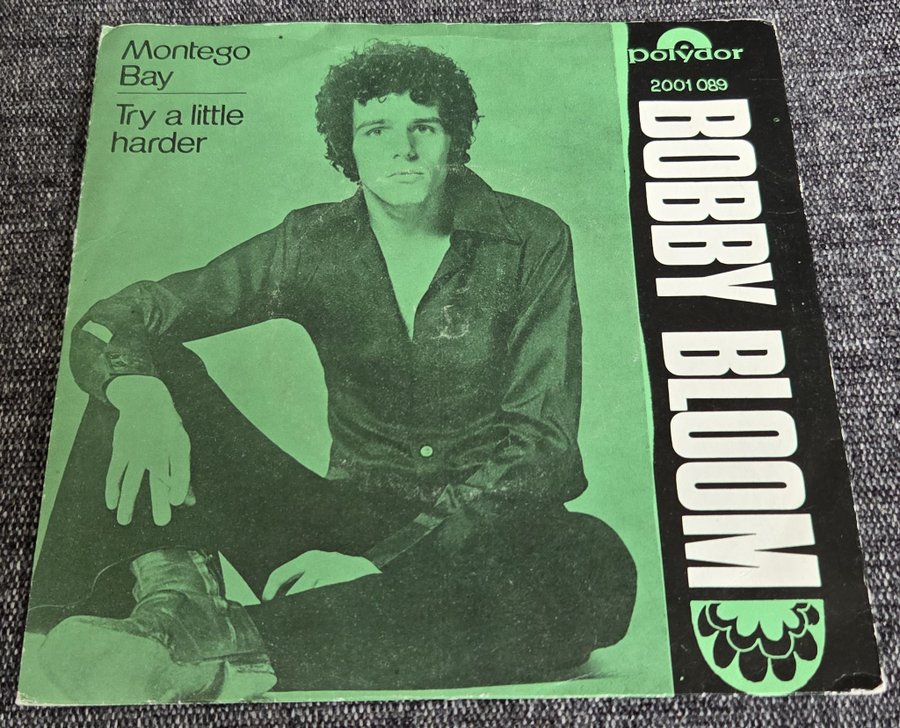 Montego
Bay
Try a little
harder
polydor
2001 089
BOBBY BLOOM